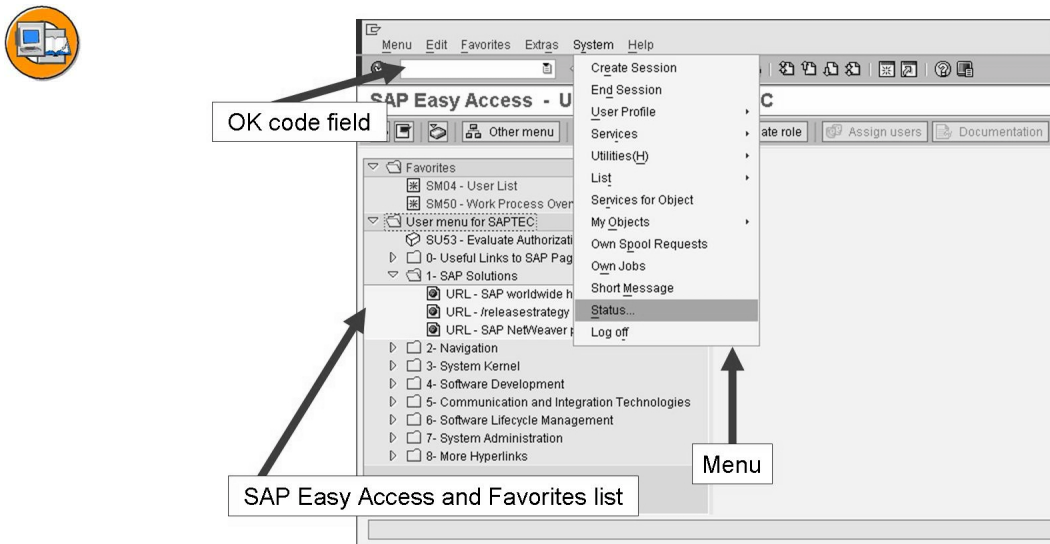 Menu Edit Favorites Extras System Help
OK code field
SAP Easy Access - U C
Other menu ate role Assign users Documentation
Create Session
End Session
User Profile
Services
Utilities(H)
List
Services for Object
My Objects
Own Spool Requests
Own Jobs
Short Message
Status...
Log off
Favorites
SM04 - User List
SM50 - Work Process Over
User menu for SAPTEC
SU53 - Evaluate Authorizati
0- Useful Links to SAP Pag
1- SAP Solutions
URL - SAP worldwide h
URL - /releasestrategy
URL - SAP NetWeaver p
2- Navigation
3- System Kernel
4- Software Development
5- Communication and Integration Technologies
6- Software Lifecycle Management
7- System Administration
8- More Hyperlinks
Menu
SAP Easy Access and Favorites list